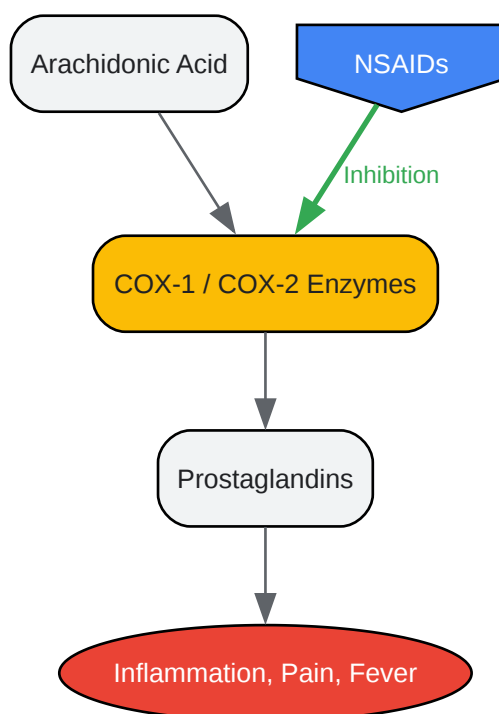 Arachidonic Acid
NSAIDs
Inhibition
COX-1 / COX-2 Enzymes
Prostaglandins
Inflammation, Pain, Fever